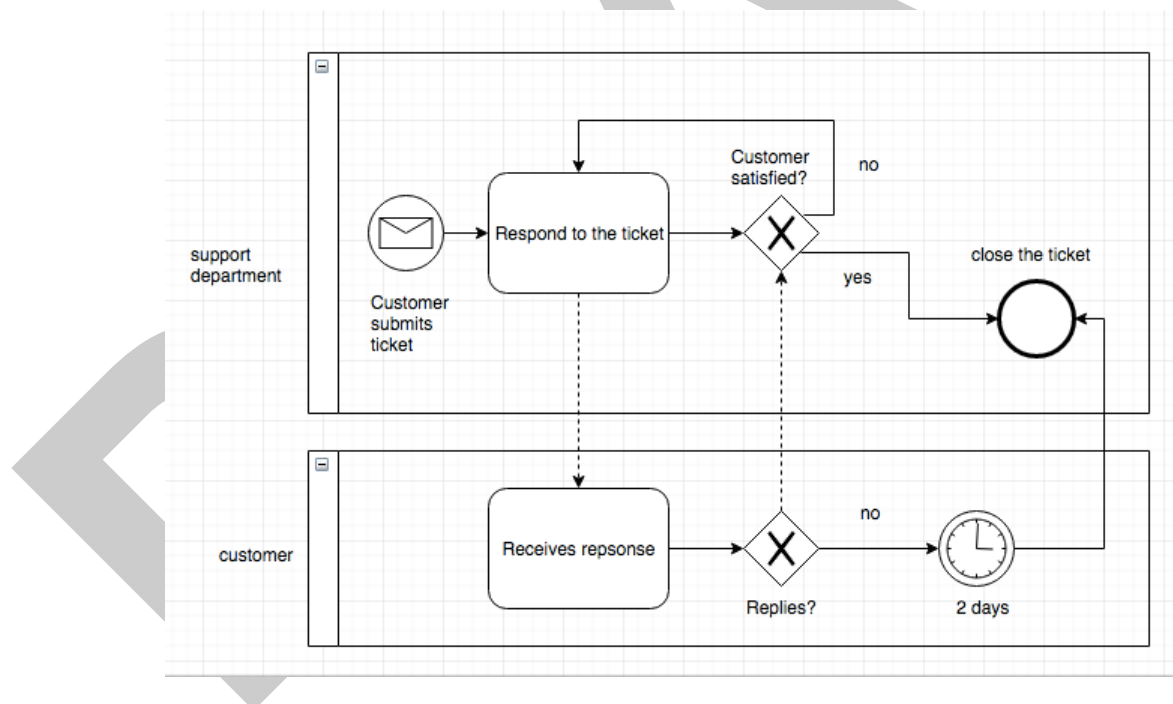 Customer
satisfied?
no
Respond to the ticket
support
department
close the ticket
yes
Customer
submits
ticket
no
Receives repsonse
customer
Replies?
2 days